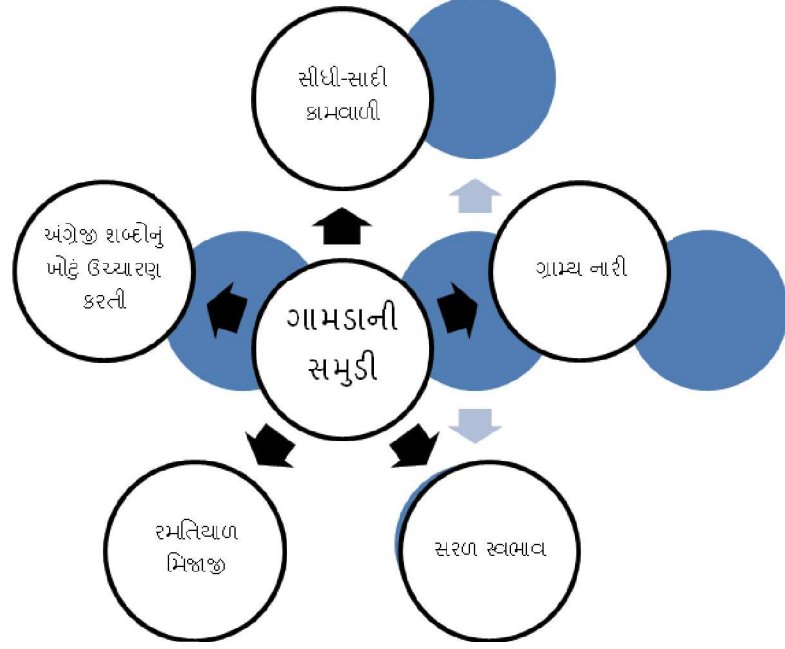 સીધી-સાદી
કામવાળી
અંગ્રેજી શબ્દોનું
ખોટું ઉચ્ચારણ
કરતી
ગ્રામ્ય નારી
ગામડાની
સમુડી
રમતિયાળ
મિજાજી
સરળ સ્વભાવ